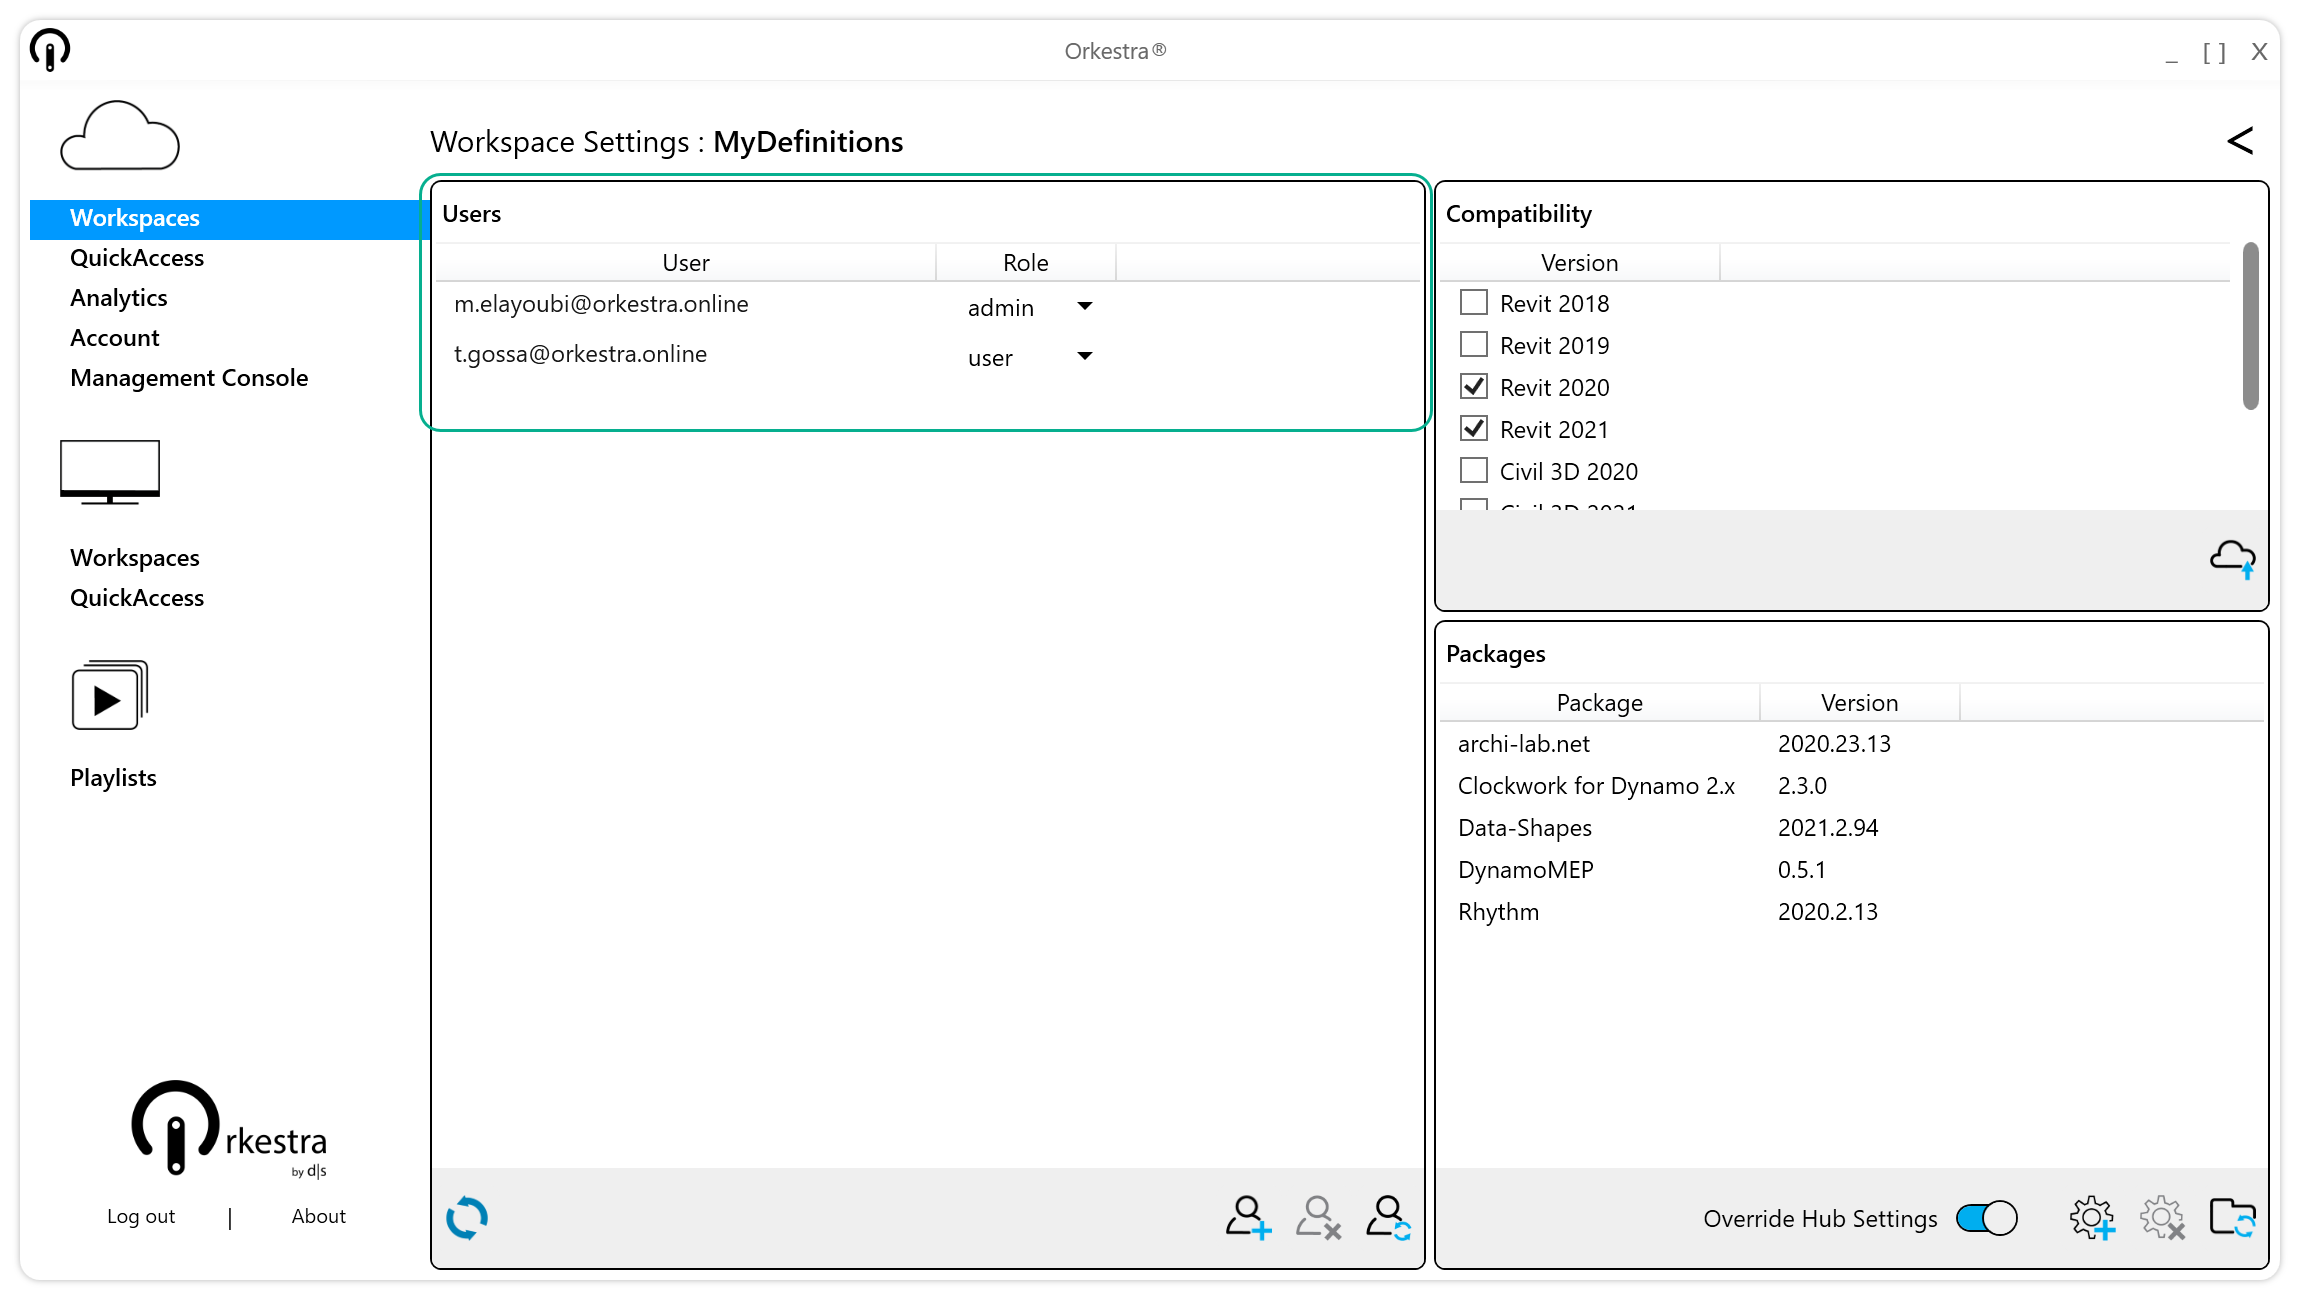 Orkestra®
_ [ ] X
Workspace Settings : MyDefinitions
<
Workspaces
QuickAccess
Analytics
Account
Management Console
Workspaces
QuickAccess
Playlists
rkestra
by d|s
Log out | About
Users
User Role
m.elayoubi@orkestra.online admin
t.gossa@orkestra.online user
Compatibility
Version
Revit 2018
Revit 2019
Revit 2020
Revit 2021
Civil 3D 2020
Civil 3D 2021
Packages
Package Version
archi-lab.net 2020.23.13
Clockwork for Dynamo 2.x 2.3.0
Data-Shapes 2021.2.94
DynamoMEP 0.5.1
Rhythm 2020.2.13
Override Hub Settings